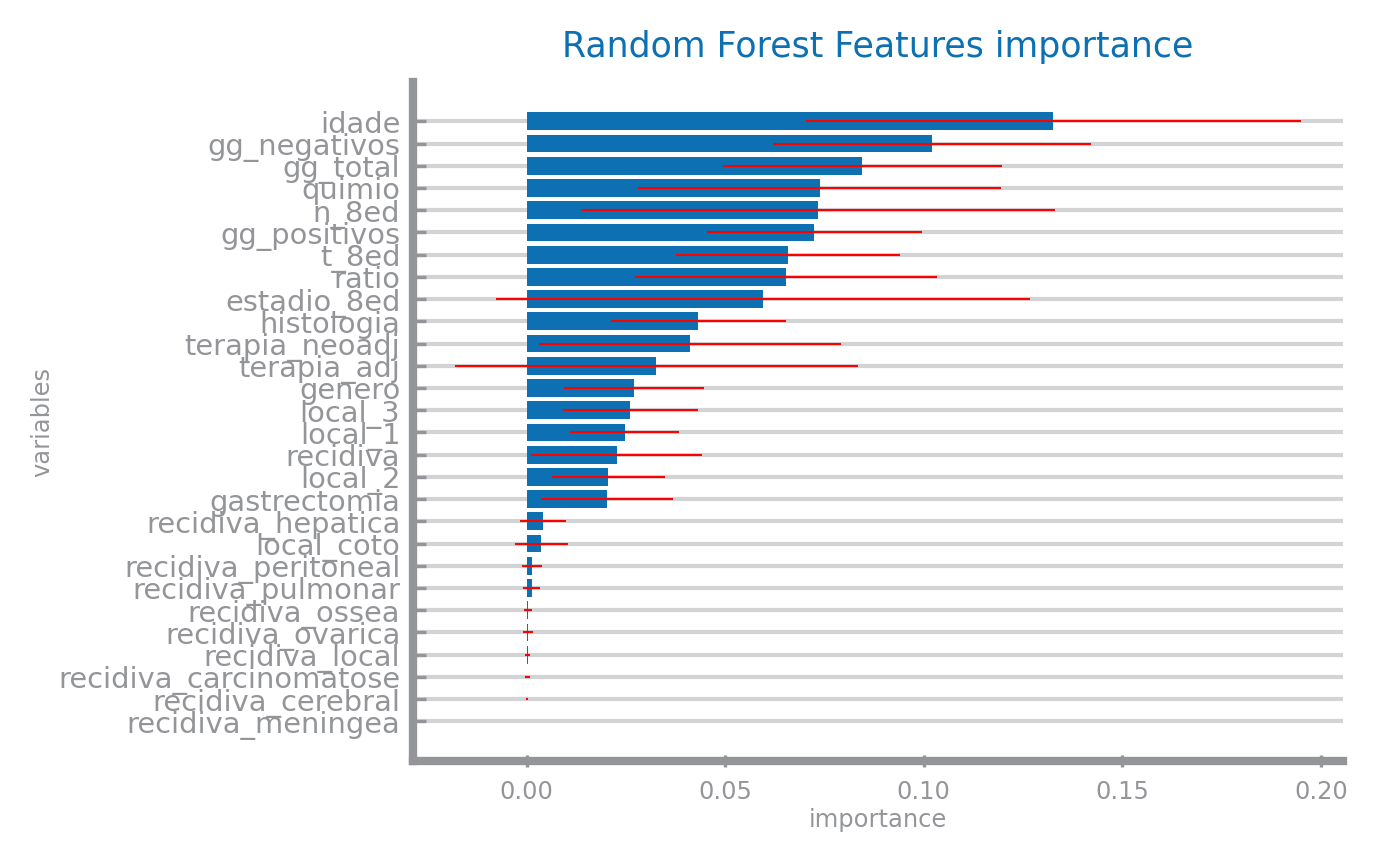 Random Forest Features importance
variables
idade
gg_negativos
gg_total
quimio
n_8ed
gg_positivos
t_8ed
ratio
estadio_8ed
histologia
terapia_neoadj
terapia_adj
genero
local_3
local_1
recidiva
local_2
gastrectomia
recidiva_hepatica
local_coto
recidiva_peritoneal
recidiva_pulmonar
recidiva_ossea
recidiva_ovarica
recidiva_local
recidiva_carcinomatose
recidiva_cerebral
recidiva_meningea
0.00 0.05 0.10 0.15 0.20
importance